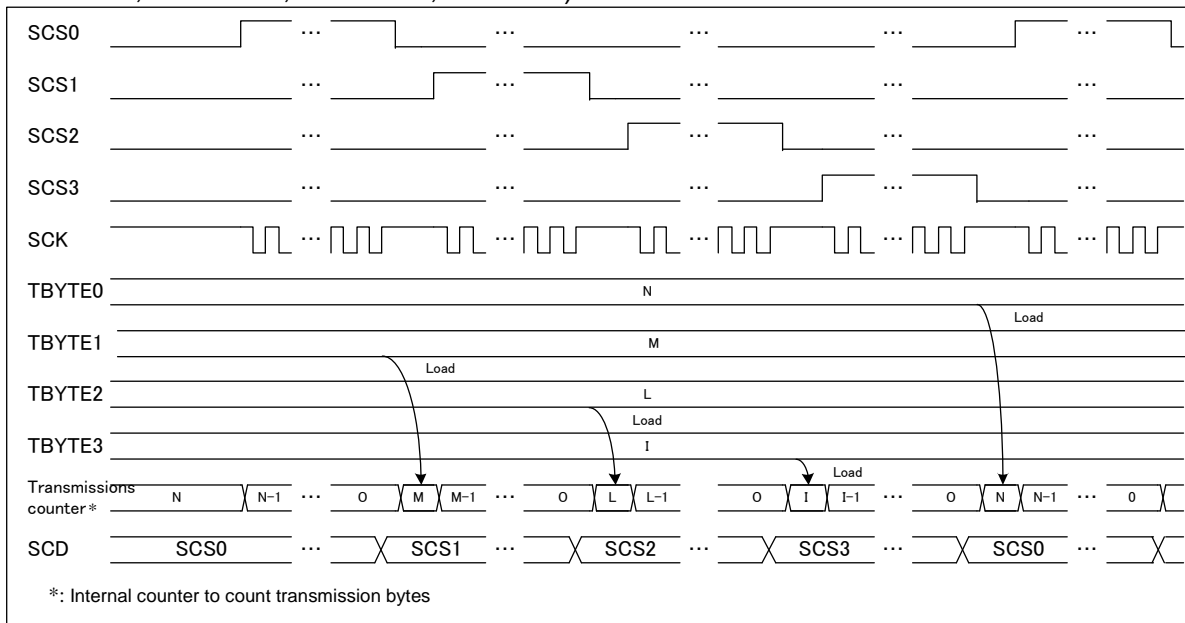 SCS0 ... ... ... ... ...
SCS1 ... ... ... ... ...
SCS2 ... ... ... ... ...
SCS3 ... ... ... ... ...
SCK ... ... ... ... ...
TBYTE0 N
Load
TBYTE1 M
Load
TBYTE2 L
Load
TBYTE3 I
Load
Transmissions
counter* N N-1 ... O M M-1 ... O L L-1 ... O I I-1 ... O N N-1 ... 0
SCD SCS0 ... SCS1 ... SCS2 ... SCS3 ... SCS0 ...
*: Internal counter to count transmission bytes